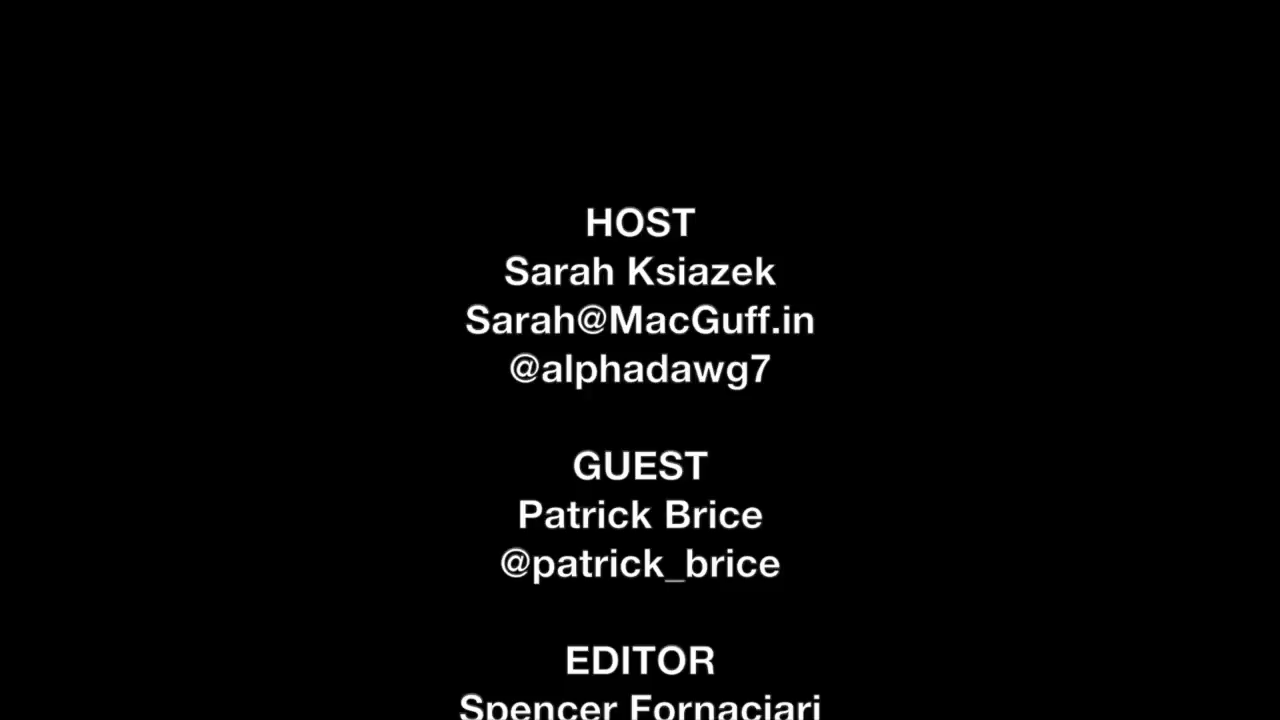 HOST
Sarah Ksiazek
Sarah@MacGuff.in
@alphadawg7
GUEST
Patrick Brice
@patrick_brice
EDITOR
Spencer Fornaciari